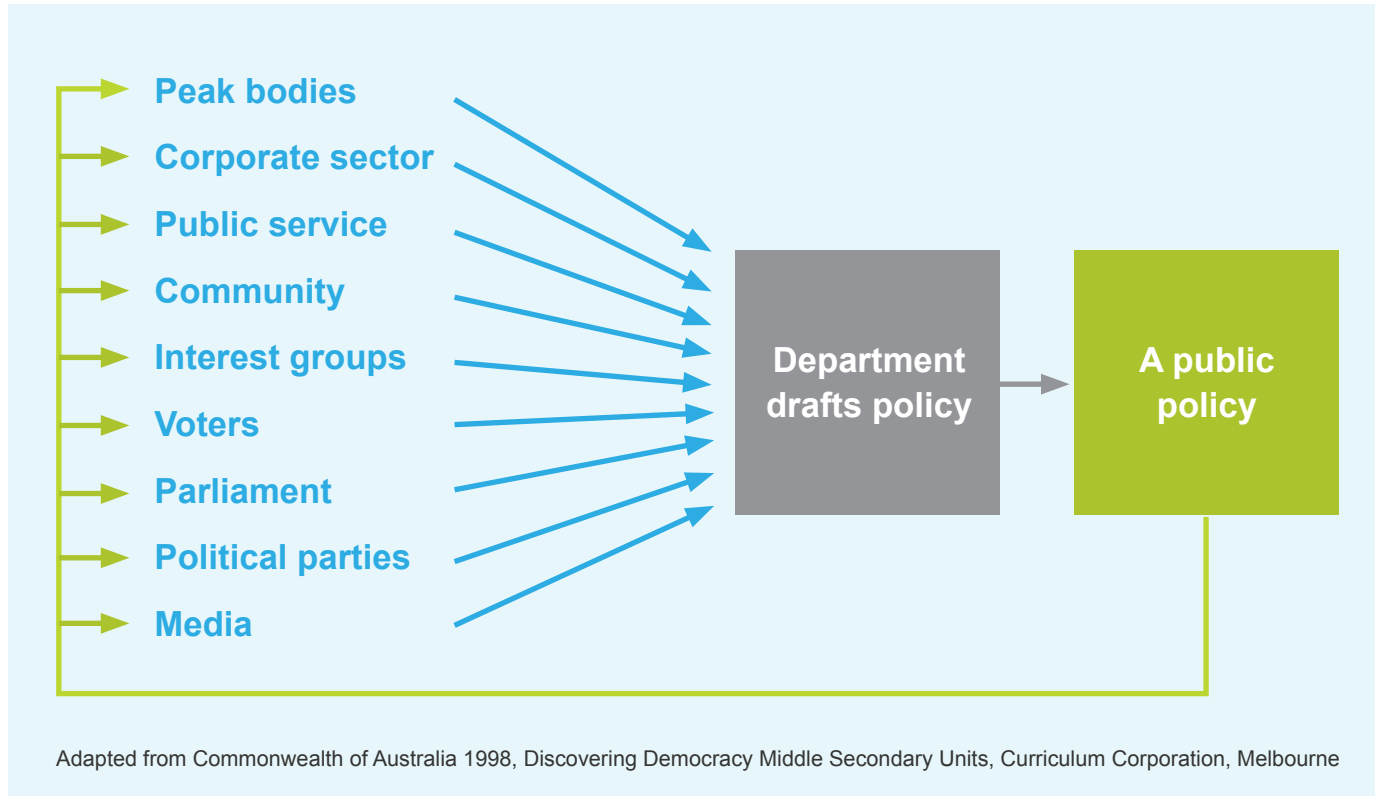 Peak bodies
Corporate sector
Public service
Community
Interest groups
Voters
Parliament
Political parties
Media
Department
drafts policy
A public
policy
Adapted from Commonwealth of Australia 1998, Discovering Democracy Middle Secondary Units, Curriculum Corporation, Melbourne